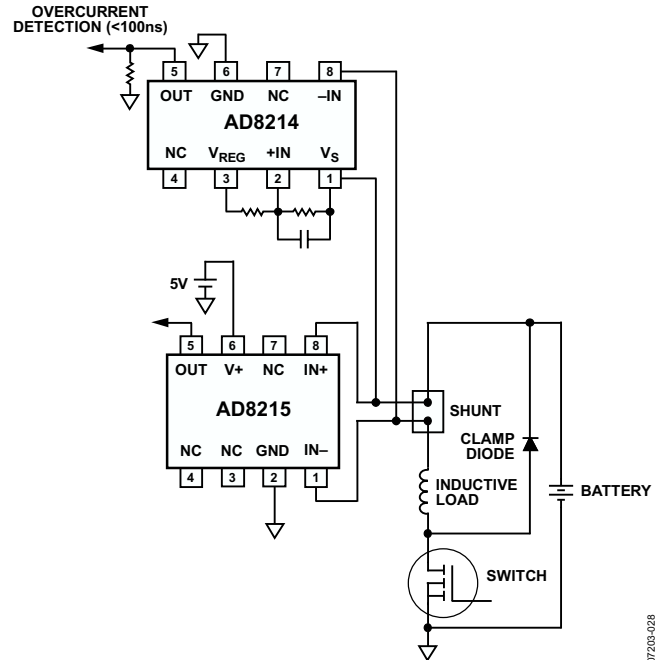 OVERCURRENT
DETECTION (<100ns)
5 6 7 8
OUT GND NC –IN
AD8214
NC VREG +IN VS
4 3 2 1
5V
5 6 7 8
OUT V+ NC IN+
AD8215
NC NC GND IN–
4 3 2 1
SHUNT
CLAMP
DIODE
INDUCTIVE
LOAD
BATTERY
SWITCH
07203-028